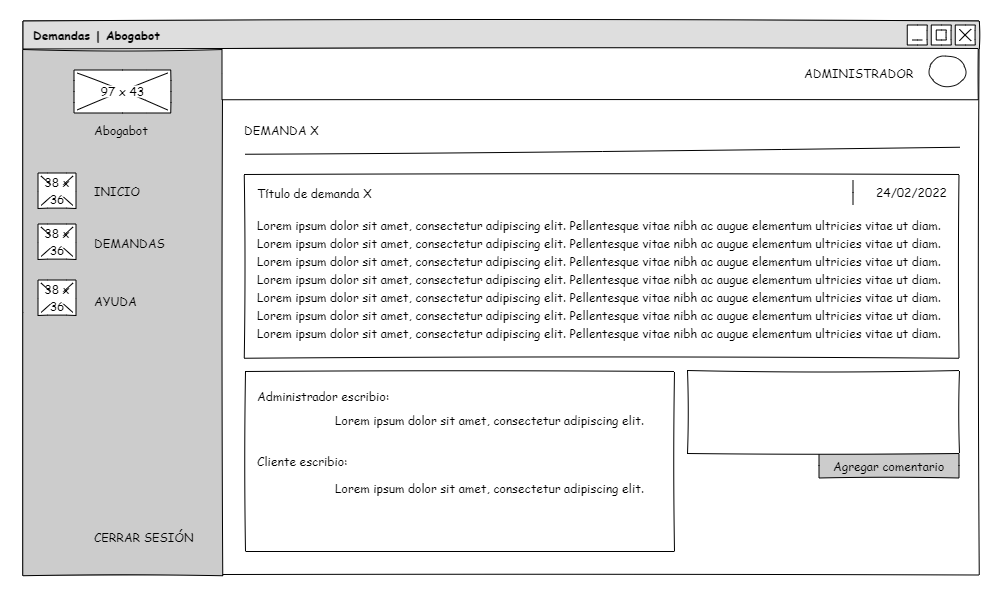 Demandas | Abogabot
ADMINISTRADOR
97 x 43
Abogabot
38 x
36
INICIO
38 x
36
DEMANDAS
38 x
36
AYUDA
CERRAR SESIÓN
DEMANDA X
Título de demanda X
24/02/2022
Lorem ipsum dolor sit amet, consectetur adipiscing elit. Pellentesque vitae nibh ac augue elementum ultricies vitae ut diam.
Lorem ipsum dolor sit amet, consectetur adipiscing elit. Pellentesque vitae nibh ac augue elementum ultricies vitae ut diam.
Lorem ipsum dolor sit amet, consectetur adipiscing elit. Pellentesque vitae nibh ac augue elementum ultricies vitae ut diam.
Lorem ipsum dolor sit amet, consectetur adipiscing elit. Pellentesque vitae nibh ac augue elementum ultricies vitae ut diam.
Lorem ipsum dolor sit amet, consectetur adipiscing elit. Pellentesque vitae nibh ac augue elementum ultricies vitae ut diam.
Lorem ipsum dolor sit amet, consectetur adipiscing elit. Pellentesque vitae nibh ac augue elementum ultricies vitae ut diam.
Lorem ipsum dolor sit amet, consectetur adipiscing elit. Pellentesque vitae nibh ac augue elementum ultricies vitae ut diam.
Administrador escribio:
Lorem ipsum dolor sit amet, consectetur adipiscing elit.
Cliente escribio:
Lorem ipsum dolor sit amet, consectetur adipiscing elit.
Agregar comentario